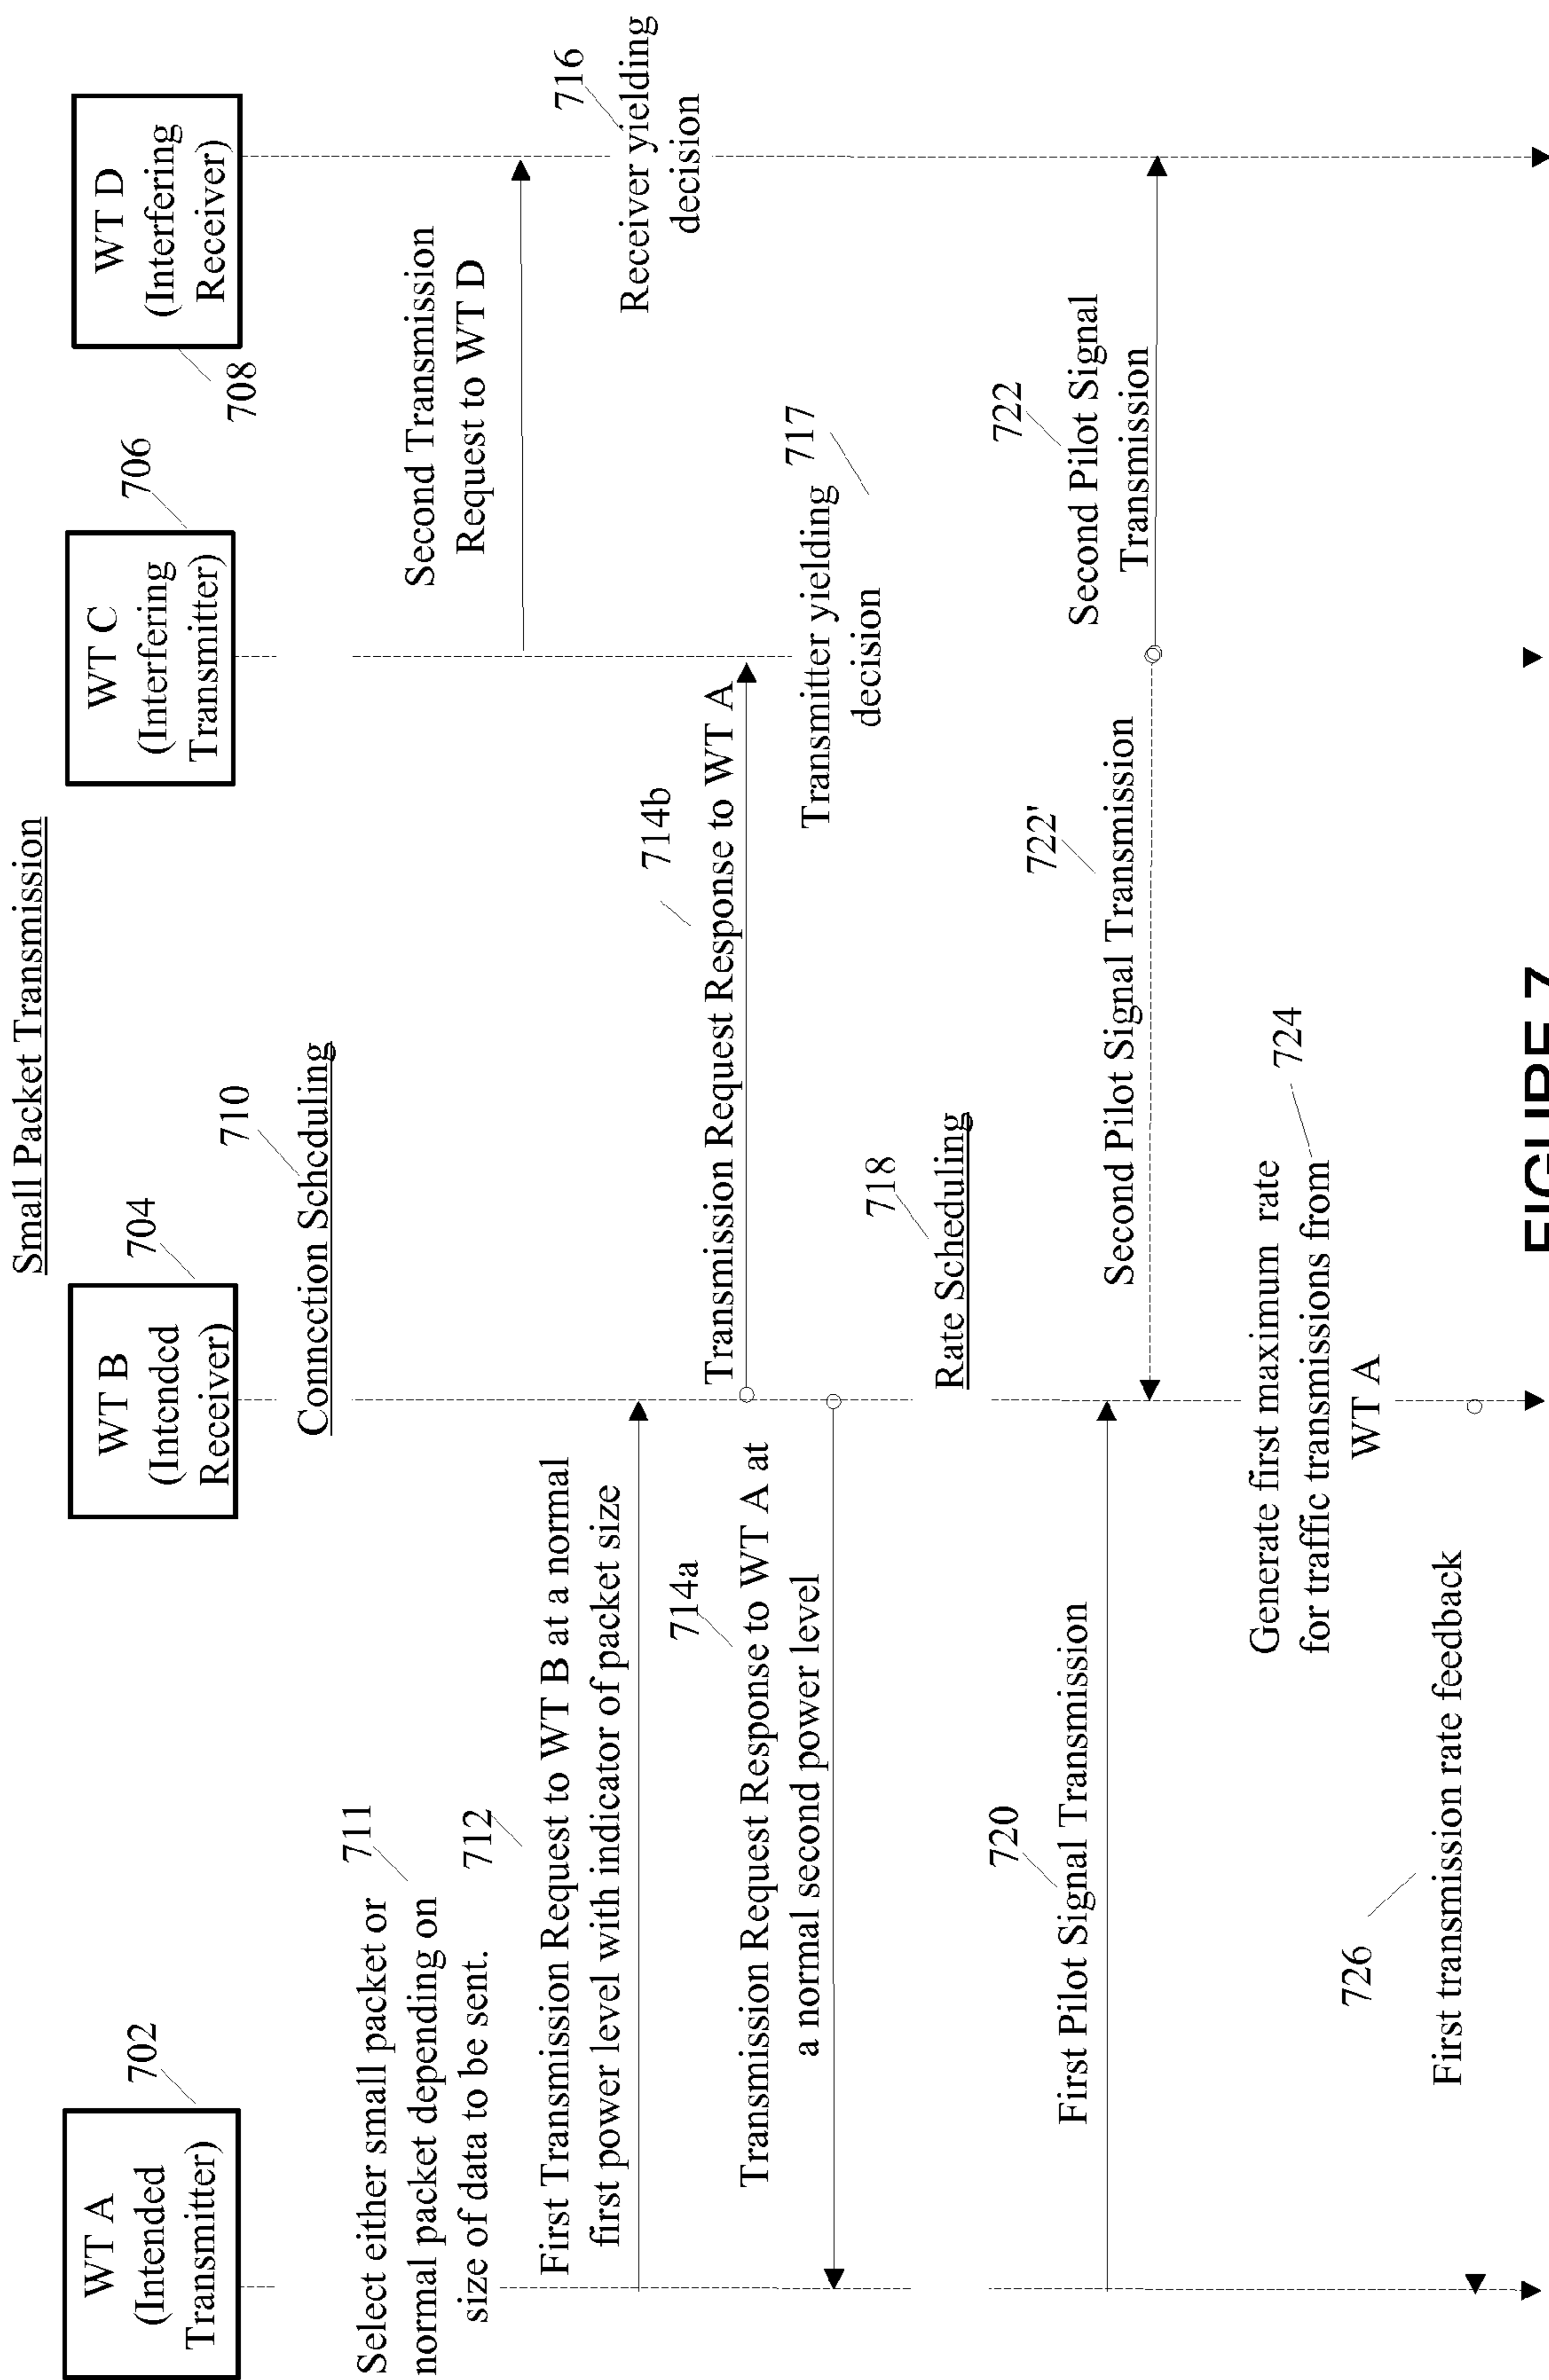 Small Packet Transmission
WT A
(Intended
Transmitter)
702
WT B
(Intended
Receiver)
704
WT C
(Interfering
Transmitter)
706
WT D
(Interfering
Receiver)
708
710
Connection Scheduling
711
Select either small packet or
normal packet depending on
size of data to be sent.
712
First Transmission Request to WT B at a normal
first power level with indicator of packet size
Second Transmission
Request to WT D
716
Receiver yielding
decision
714b
Transmission Request Response to WT A
714a
Transmission Request Response to WT A at
a normal second power level
717
Transmitter yielding
decision
718
Rate Scheduling
720
First Pilot Signal Transmission
722'
Second Pilot Signal Transmission
722
Second Pilot Signal
Transmission
724
Generate first maximum rate
for traffic transmissions from
WT A
726
First transmission rate feedback
FIGURE 7